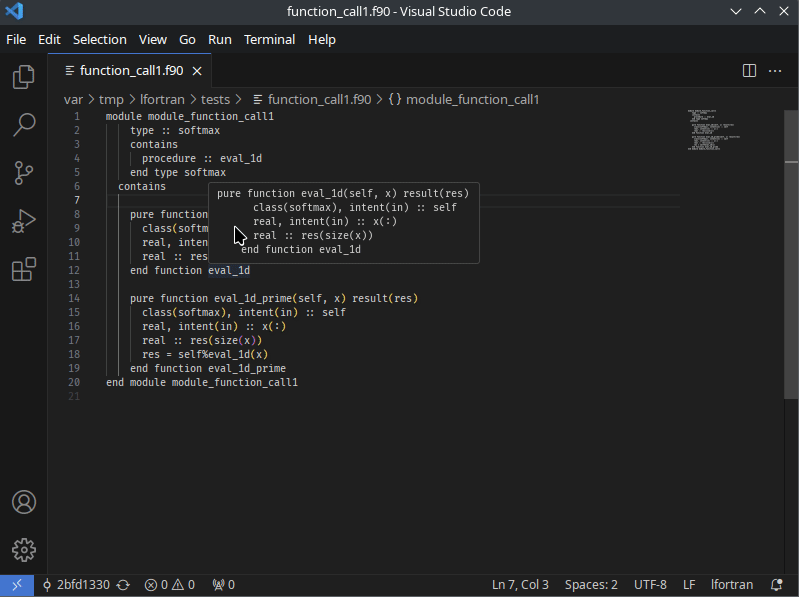 function_call1.f90 - Visual Studio Code
File Edit Selection View Go Run Terminal Help
function_call1.f90
var > tmp > lfortran > tests > function_call1.f90 > {} module_function_call1
1 module module_function_call1
2 type :: softmax
3 contains
4 procedure :: eval_1d
5 end type softmax
6 contains
7
8 pure function
9 class(softm
10 real, inten
11 real :: res
12 end function eval_1d
13
14 pure function eval_1d_prime(self, x) result(res)
15 class(softmax), intent(in) :: self
16 real, intent(in) :: x(:)
17 real :: res(size(x))
18 res = self%eval_1d(x)
19 end function eval_1d_prime
20 end module module_function_call1
21
pure function eval_1d(self, x) result(res)
class(softmax), intent(in) :: self
real, intent(in) :: x(:)
real :: res(size(x))
end function eval_1d
2bfd1330 0 0 0 Ln 7, Col 3 Spaces: 2 UTF-8 LF lfortran